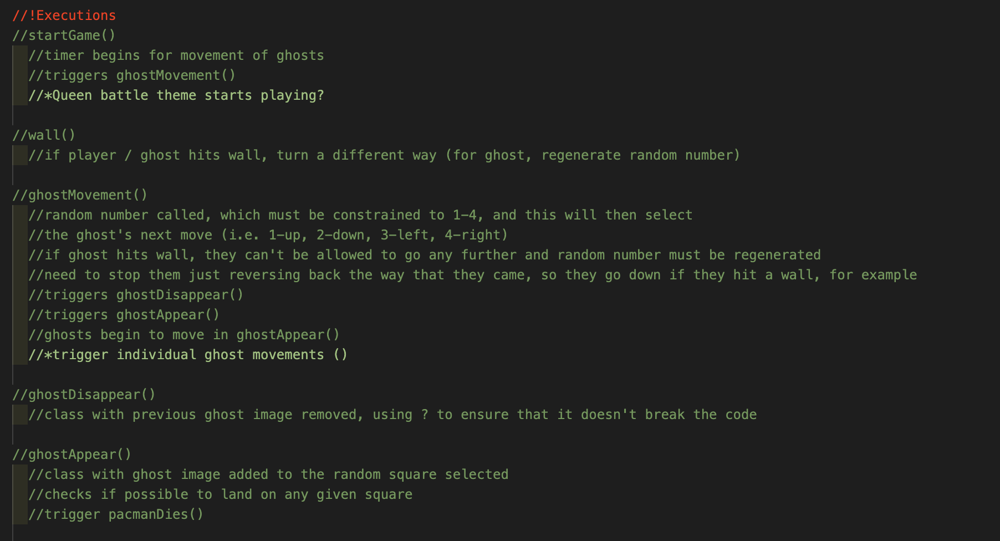 //!Executions
//startGame()
//timer begins for movement of ghosts
//triggers ghostMovement()
//*Queen battle theme starts playing?
//wall()
//if player / ghost hits wall, turn a different way (for ghost, regenerate random number)
//ghostMovement()
//random number called, which must be constrained to 1-4, and this will then select
//the ghost's next move (i.e. 1-up, 2-down, 3-left, 4-right)
//if ghost hits wall, they can't be allowed to go any further and random number must be regenerated
//need to stop them just reversing back the way that they came, so they go down if they hit a wall, for example
//triggers ghostDisappear()
//triggers ghostAppear()
//ghosts begin to move in ghostAppear()
//*trigger individual ghost movements ()
//ghostDisappear()
//class with previous ghost image removed, using ? to ensure that it doesn't break the code
//ghostAppear()
//class with ghost image added to the random square selected
//checks if possible to land on any given square
//trigger pacmanDies()